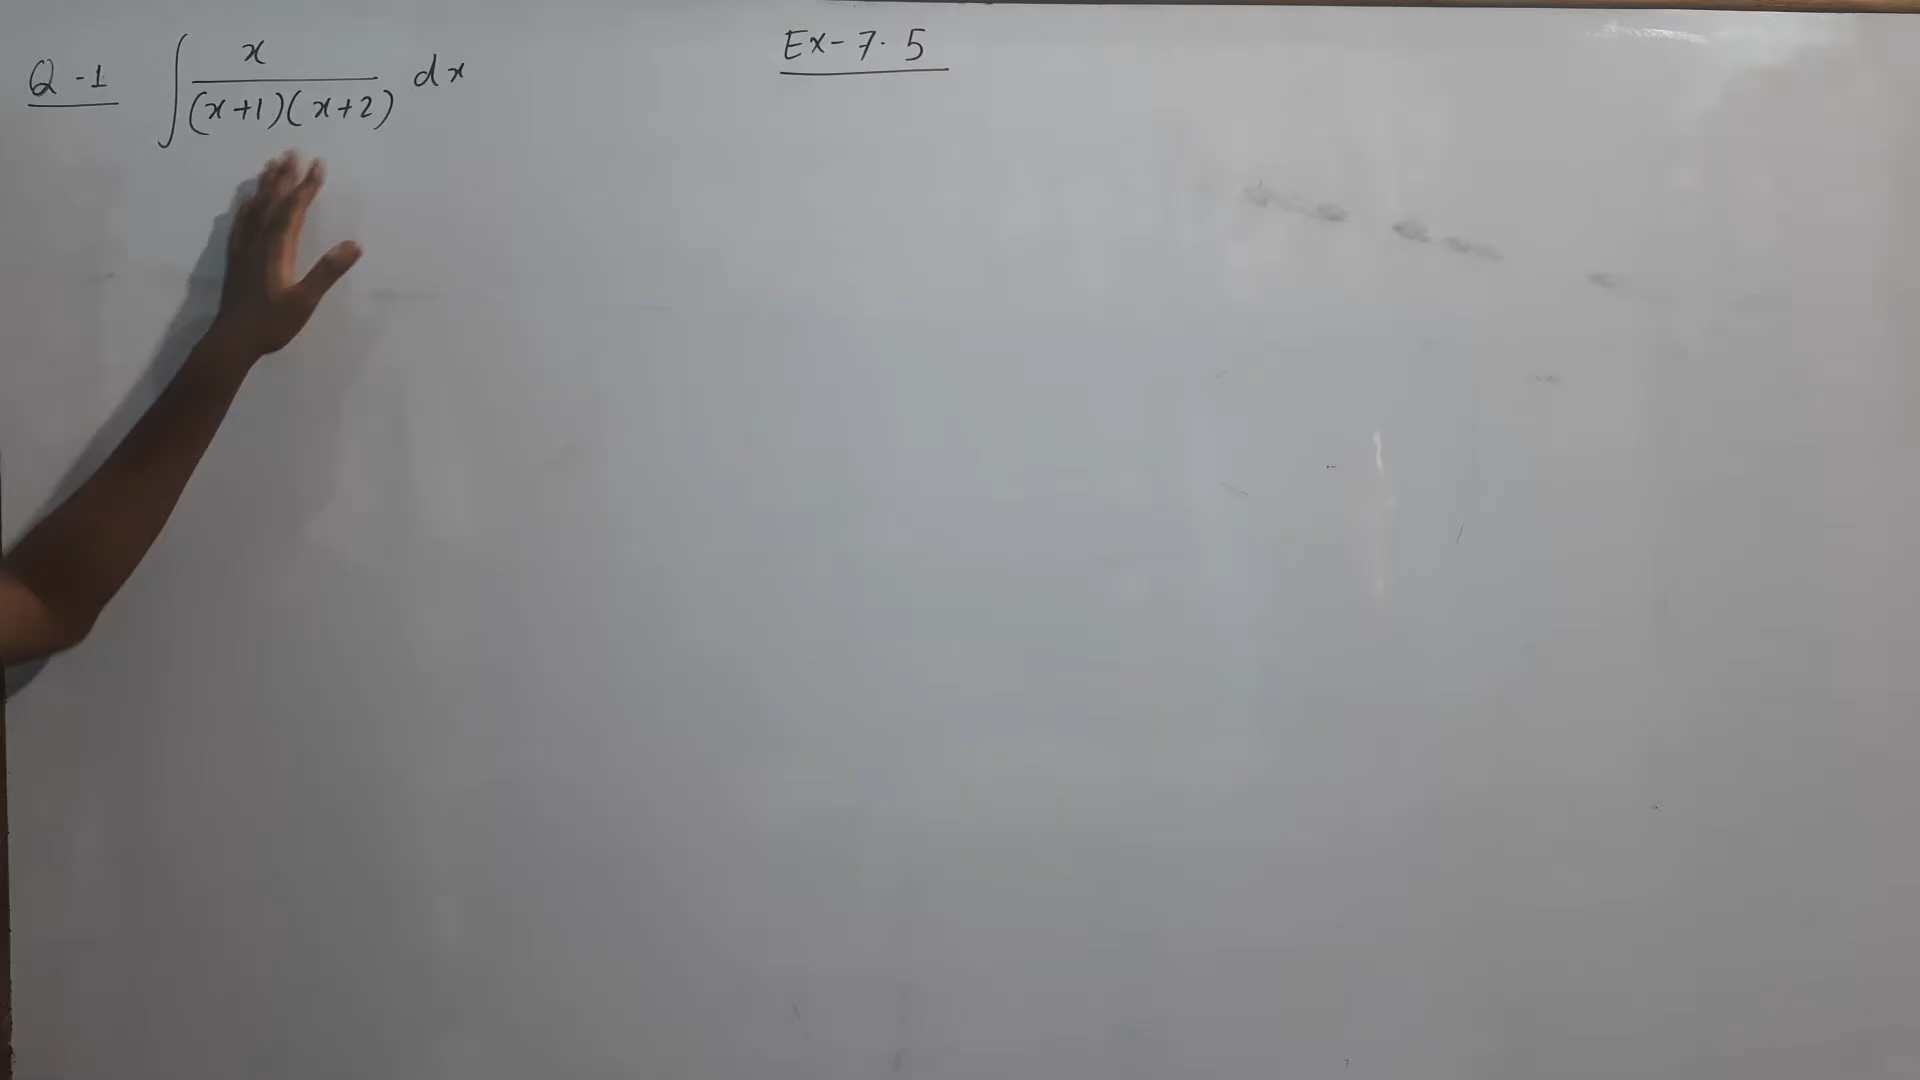 Ex- 7.5
Q -1 ∫ x / (x+1)(x+2) dx